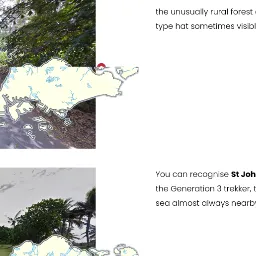 the unusually rural forest
type hat sometimes visibl
You can recognise St Joh
the Generation 3 trekker, t
sea almost always nearby